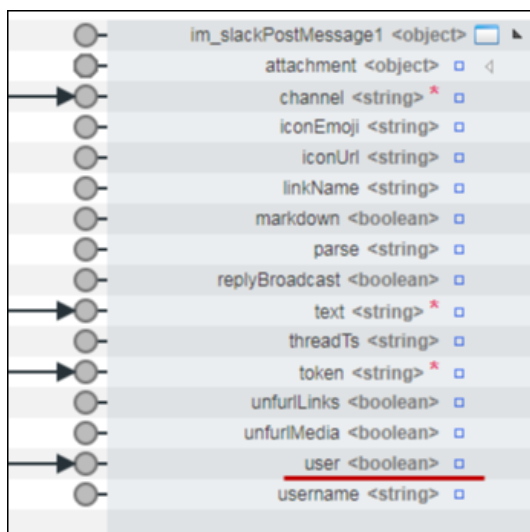 im_slackPostMessage1 <object>
attachment <object>
channel <string> *
iconEmoji <string>
iconUrl <string>
linkName <string>
markdown <boolean>
parse <string>
replyBroadcast <boolean>
text <string> *
threadTs <string>
token <string> *
unfurlLinks <boolean>
unfurlMedia <boolean>
user <boolean>
username <string>